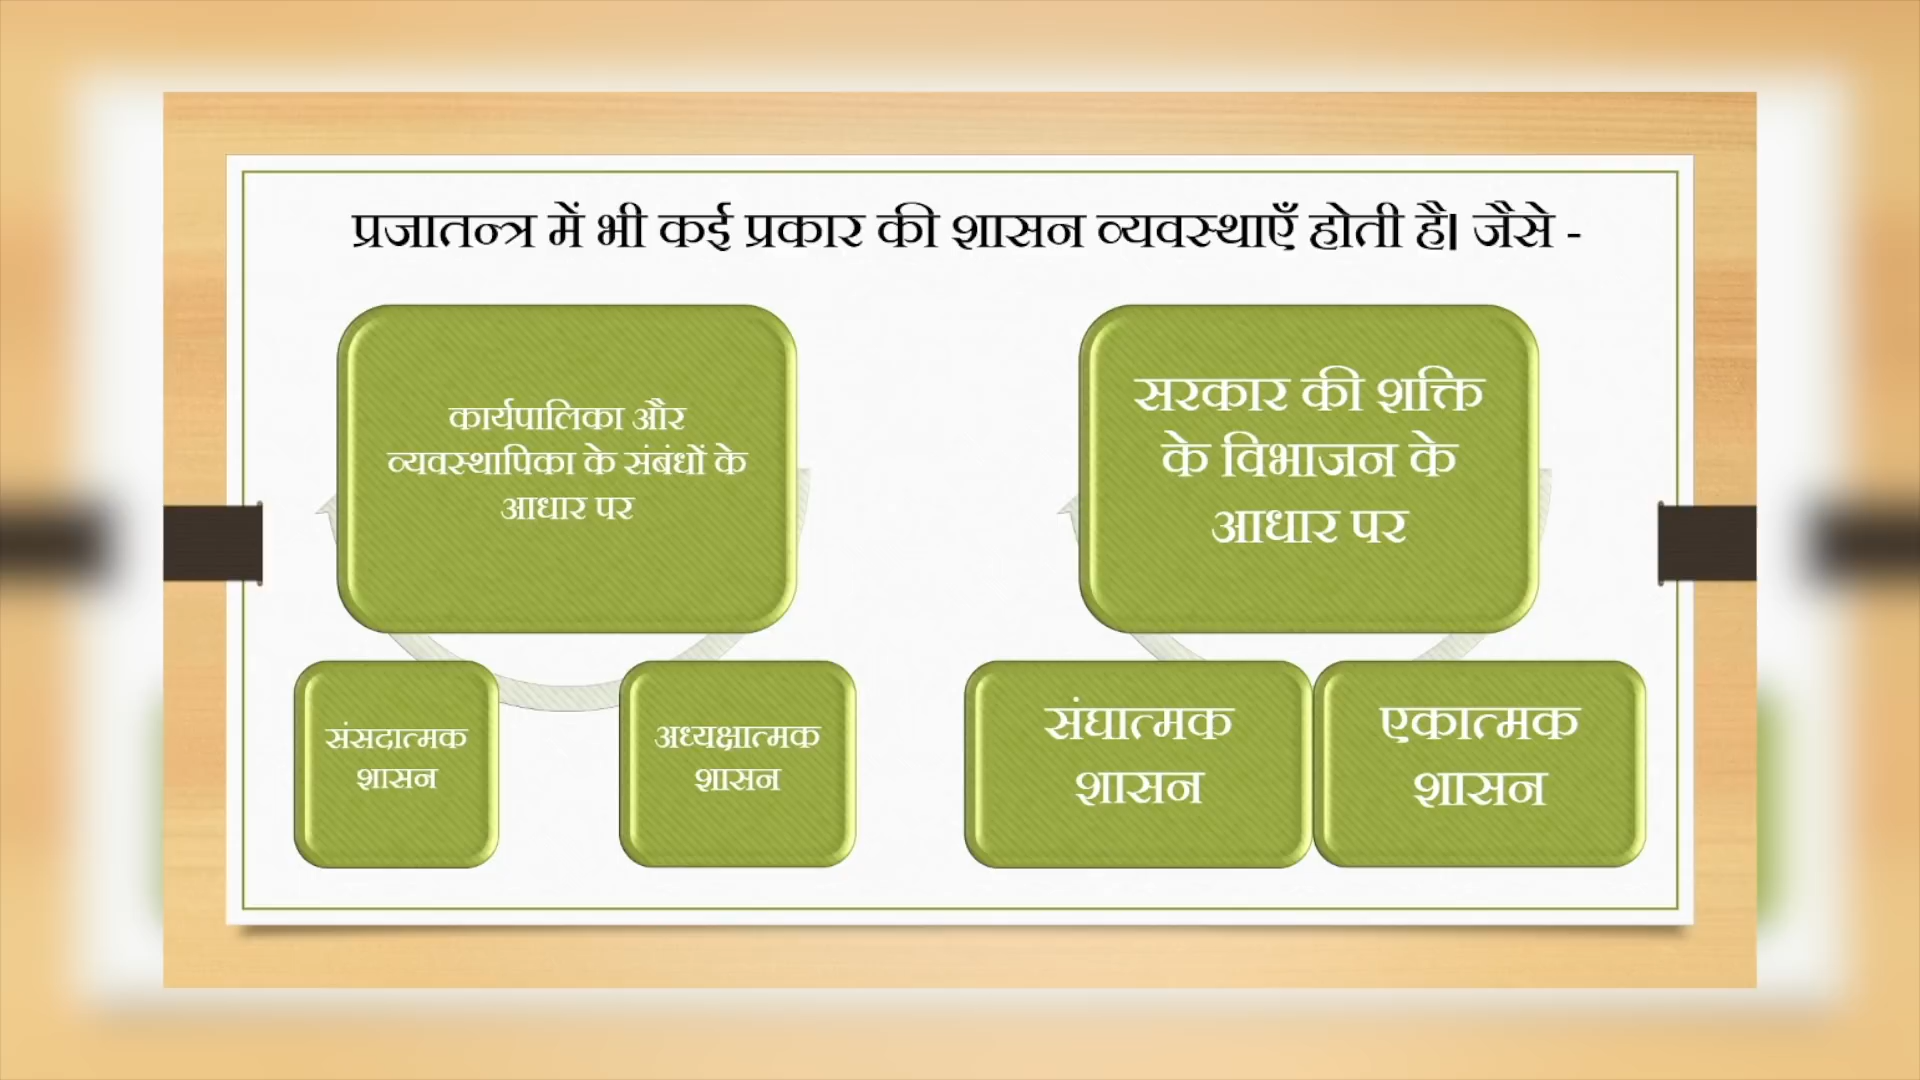 प्रजातन्त्र में भी कई प्रकार की शासन व्यवस्थाएँ होती है। जैसे -
कार्यपालिका और
व्यवस्थापिका के संबंधों के
आधार पर
संसदात्मक
शासन
अध्यक्षात्मक
शासन
सरकार की शक्ति
के विभाजन के
आधार पर
संघात्मक
शासन
एकात्मक
शासन